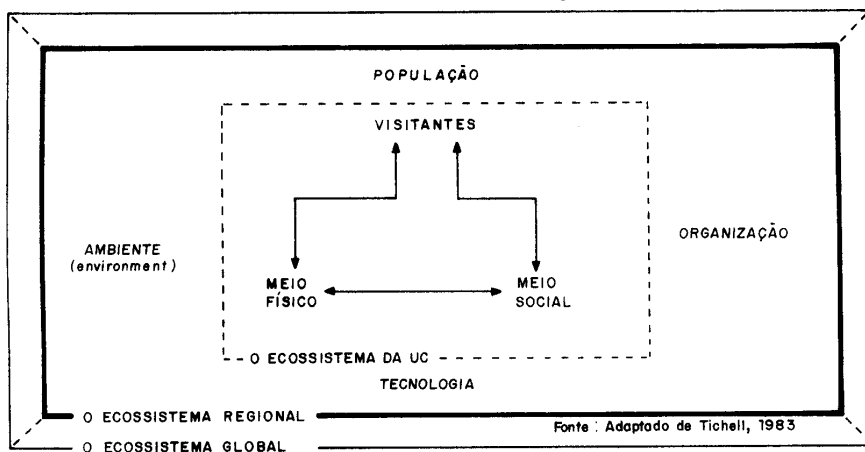 POPULAÇÃO
VISITANTES
AMBIENTE
(environment)
ORGANIZAÇÃO
MEIO
FÍSICO
MEIO
SOCIAL
O ECOSSISTEMA DA UC
TECNOLOGIA
O ECOSSISTEMA REGIONAL
Fonte: Adaptado de Tichell, 1983
O ECOSSISTEMA GLOBAL